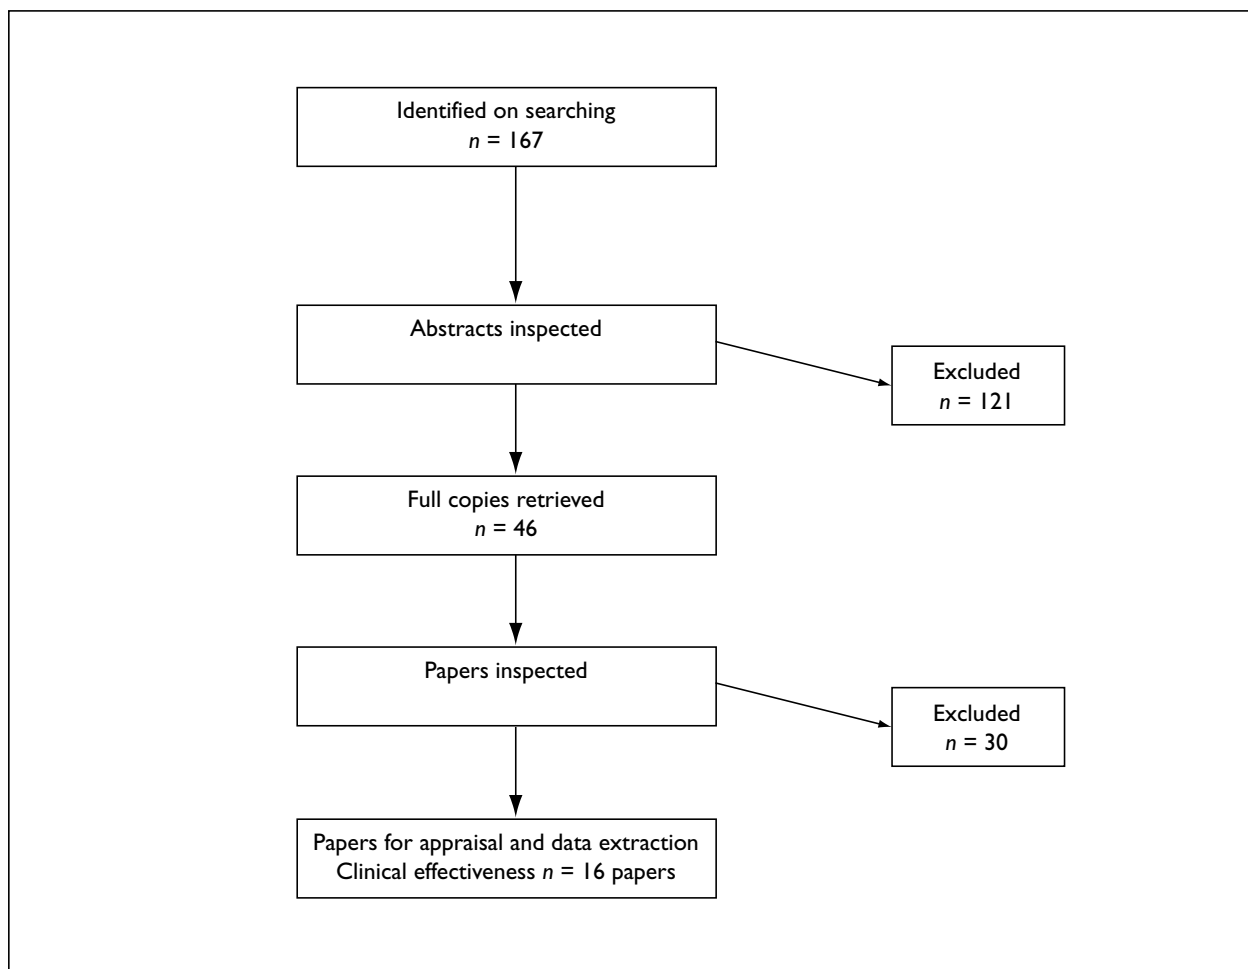 Identified on searching
n = 167
Abstracts inspected
Excluded
n = 121
Full copies retrieved
n = 46
Papers inspected
Excluded
n = 30
Papers for appraisal and data extraction
Clinical effectiveness n = 16 papers